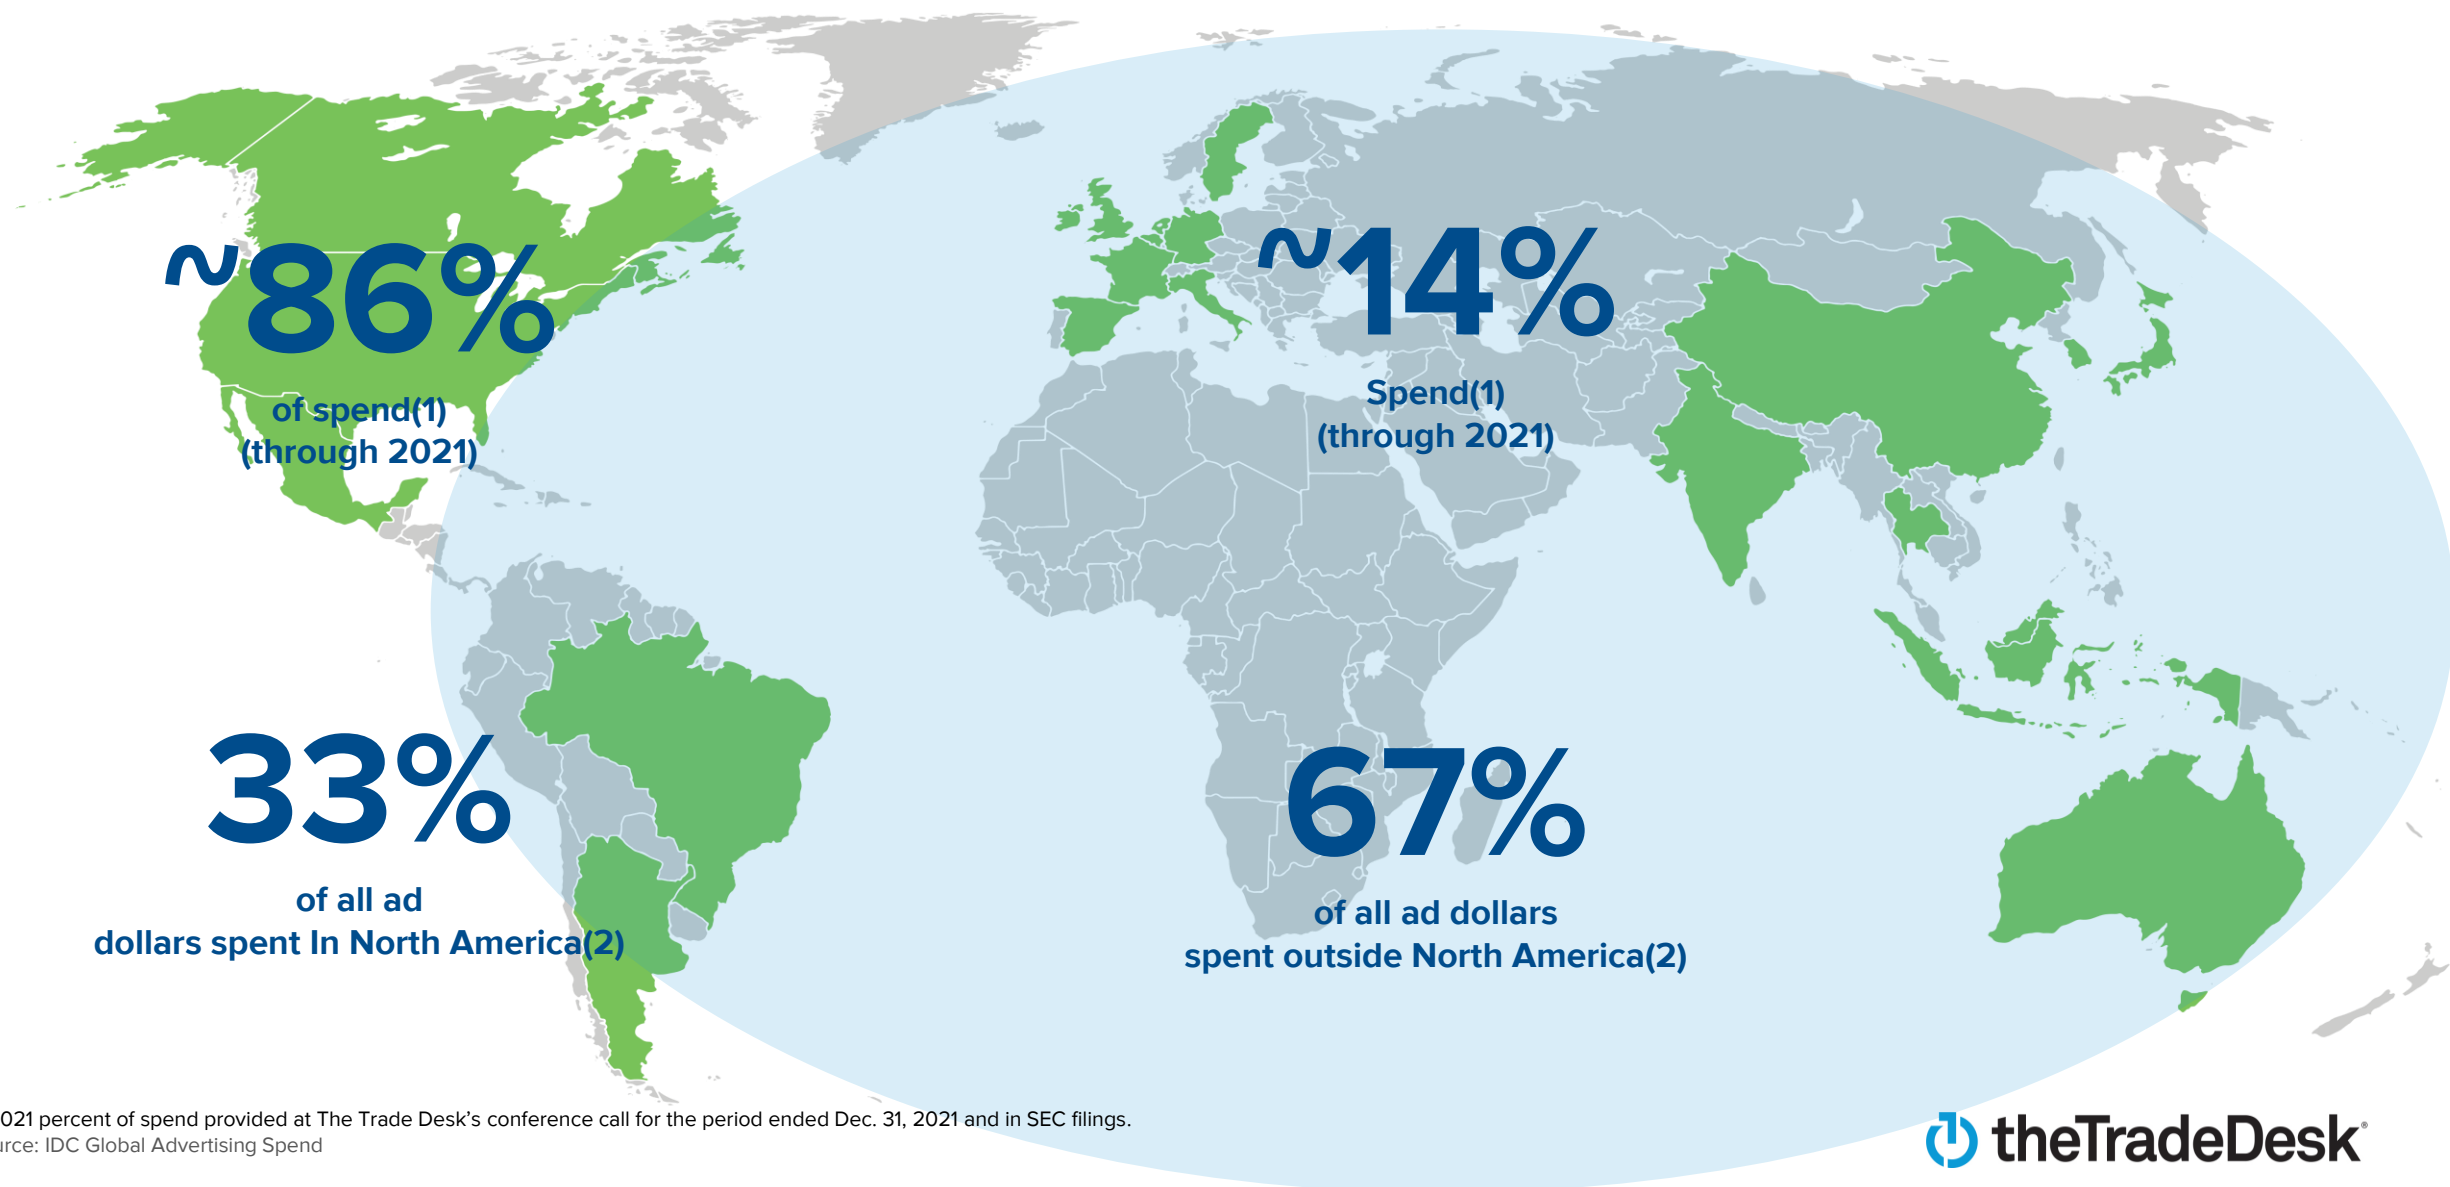 ~86%
of spend(1)
(through 2021)
~14%
Spend(1)
(through 2021)
33%
of all ad
dollars spent In North America(2)
67%
of all ad dollars
spent outside North America(2)
021 percent of spend provided at The Trade Desk's conference call for the period ended Dec. 31, 2021 and in SEC filings.
urce: IDC Global Advertising Spend
theTradeDesk